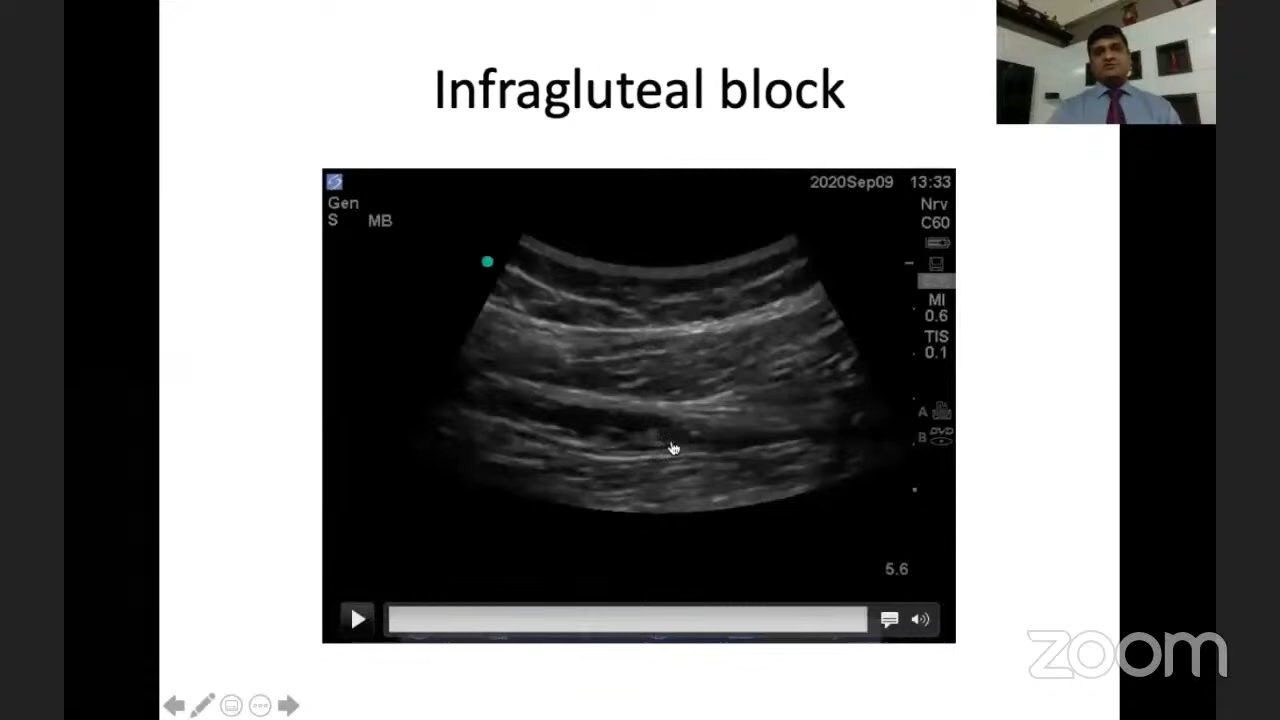 Infragluteal block
2020Sep09 13:33
Gen
S MB
Nrv
C60
MI
0.6
TIS
0.1
A
B DVD
5.6
zoom